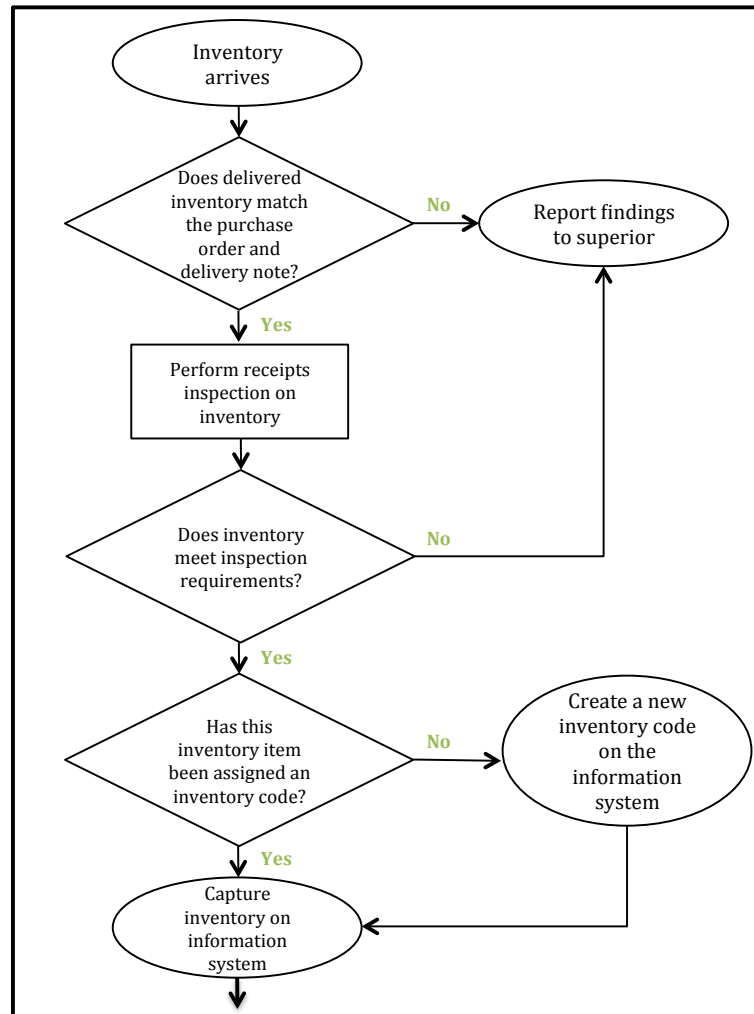 Inventory
arrives
Does delivered
inventory match
the purchase
order and
delivery note?
No
Report findings
to superior
Yes
Perform receipts
inspection on
inventory
Does inventory
meet inspection
requirements?
No
Yes
Has this
inventory item
been assigned an
inventory code?
No
Create a new
inventory code
on the
information
system
Yes
Capture
inventory on
information
system